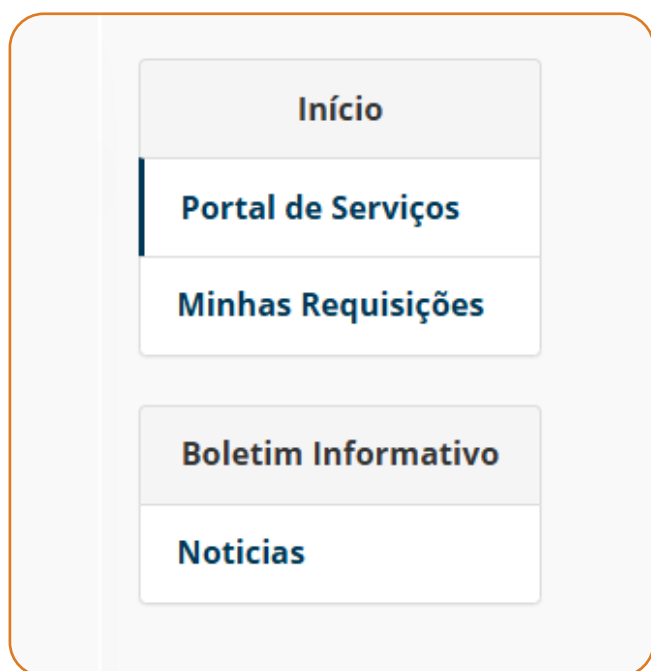 Início
Portal de Serviços
Minhas Requisições
Boletim Informativo
Noticias